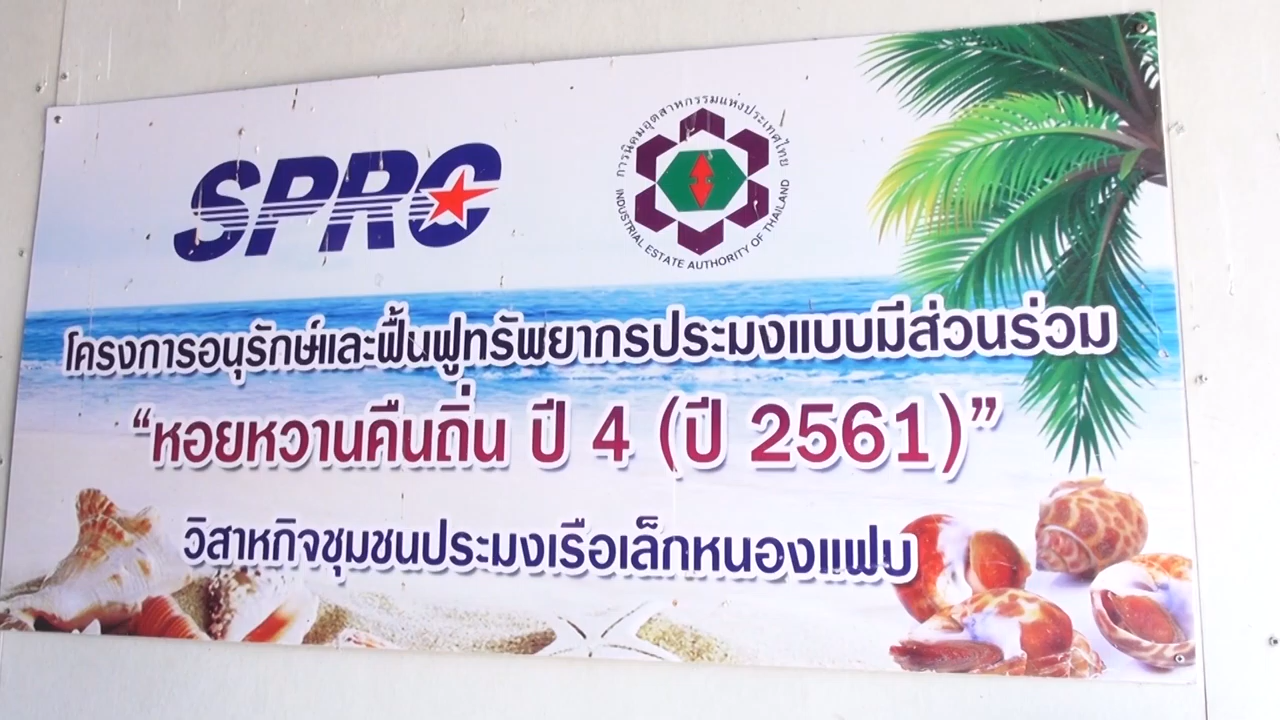 SPRC
การนิคมอุตสาหกรรมแห่งประเทศไทย
INDUSTRIAL ESTATE AUTHORITY OF THAILAND
โครงการอนุรักษ์และฟื้นฟูทรัพยากรประมงแบบมีส่วนร่วม
“หอยหวานคืนถิ่น ปี 4 (ปี 2561)”
วิสาหกิจชุมชนประมงเรือเล็กหนองแฟบ